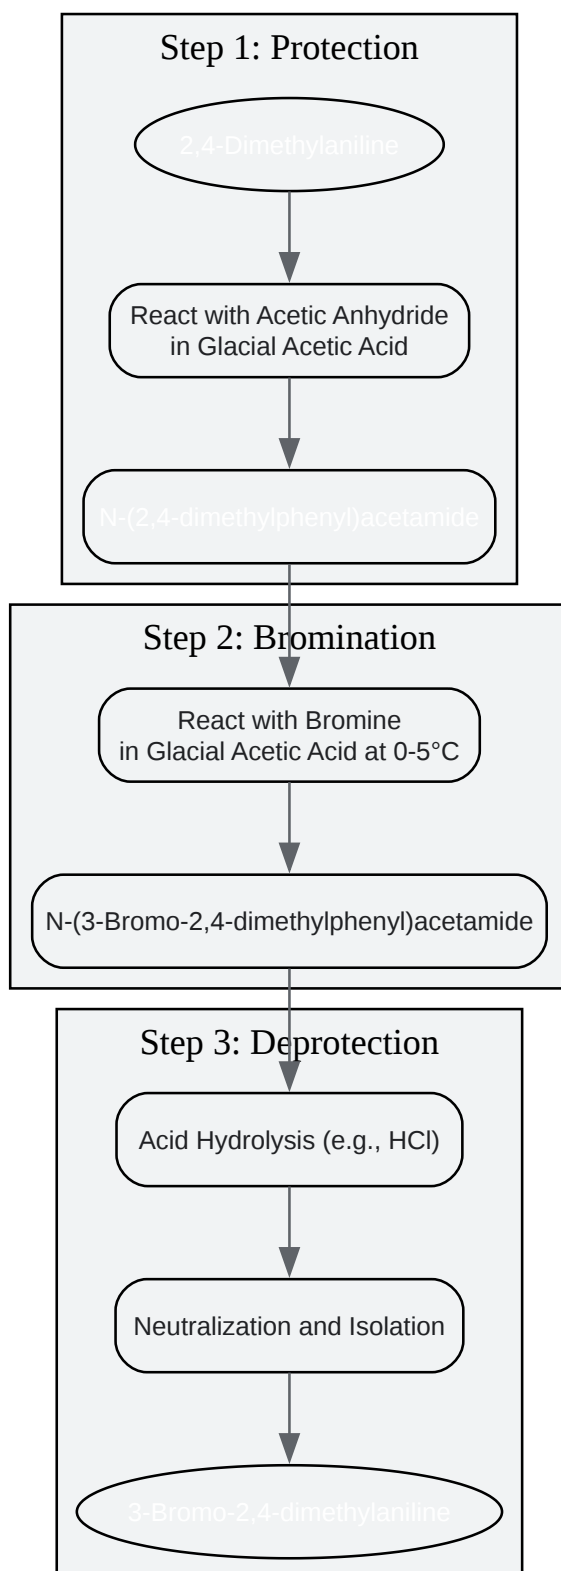 Step 1: Protection
2,4-Dimethylaniline
React with Acetic Anhydride
in Glacial Acetic Acid
N-(2,4-dimethylphenyl)acetamide
Step 2: Bromination
React with Bromine
in Glacial Acetic Acid at 0-5°C
N-(3-Bromo-2,4-dimethylphenyl)acetamide
Step 3: Deprotection
Acid Hydrolysis (e.g., HCl)
Neutralization and Isolation
3-Bromo-2,4-dimethylaniline